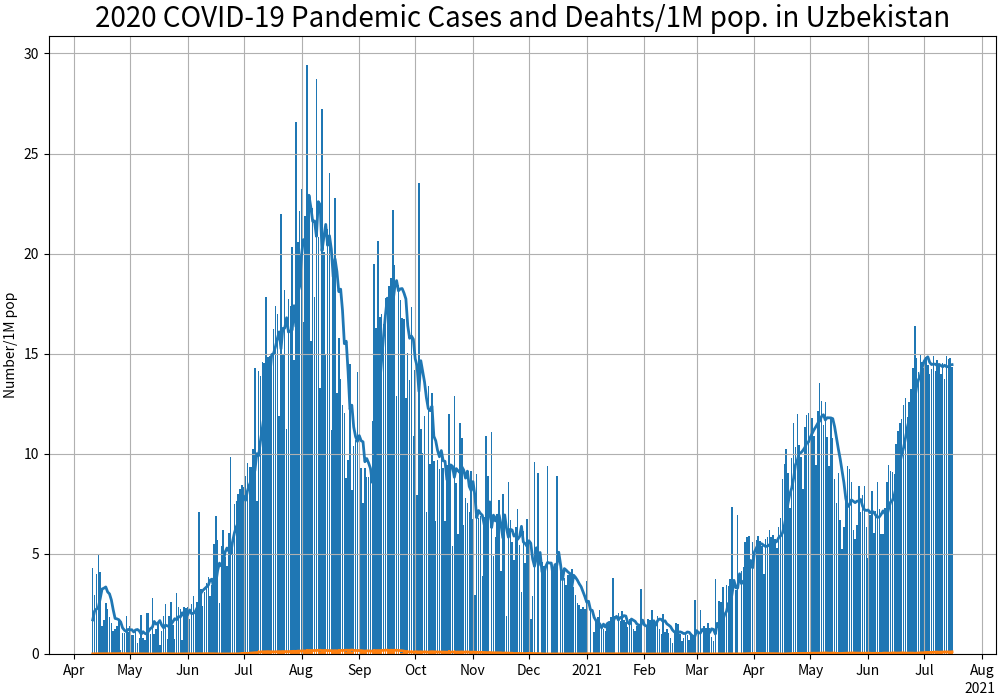 2020 COVID-19 Pandemic Cases and Deahts/1M pop. in Uzbekistan
Number/1M pop
30
25
20
15
10
5
0
Apr May Jun Jul Aug Sep Oct Nov Dec 2021 Feb Mar Apr May Jun Jul Aug
2021